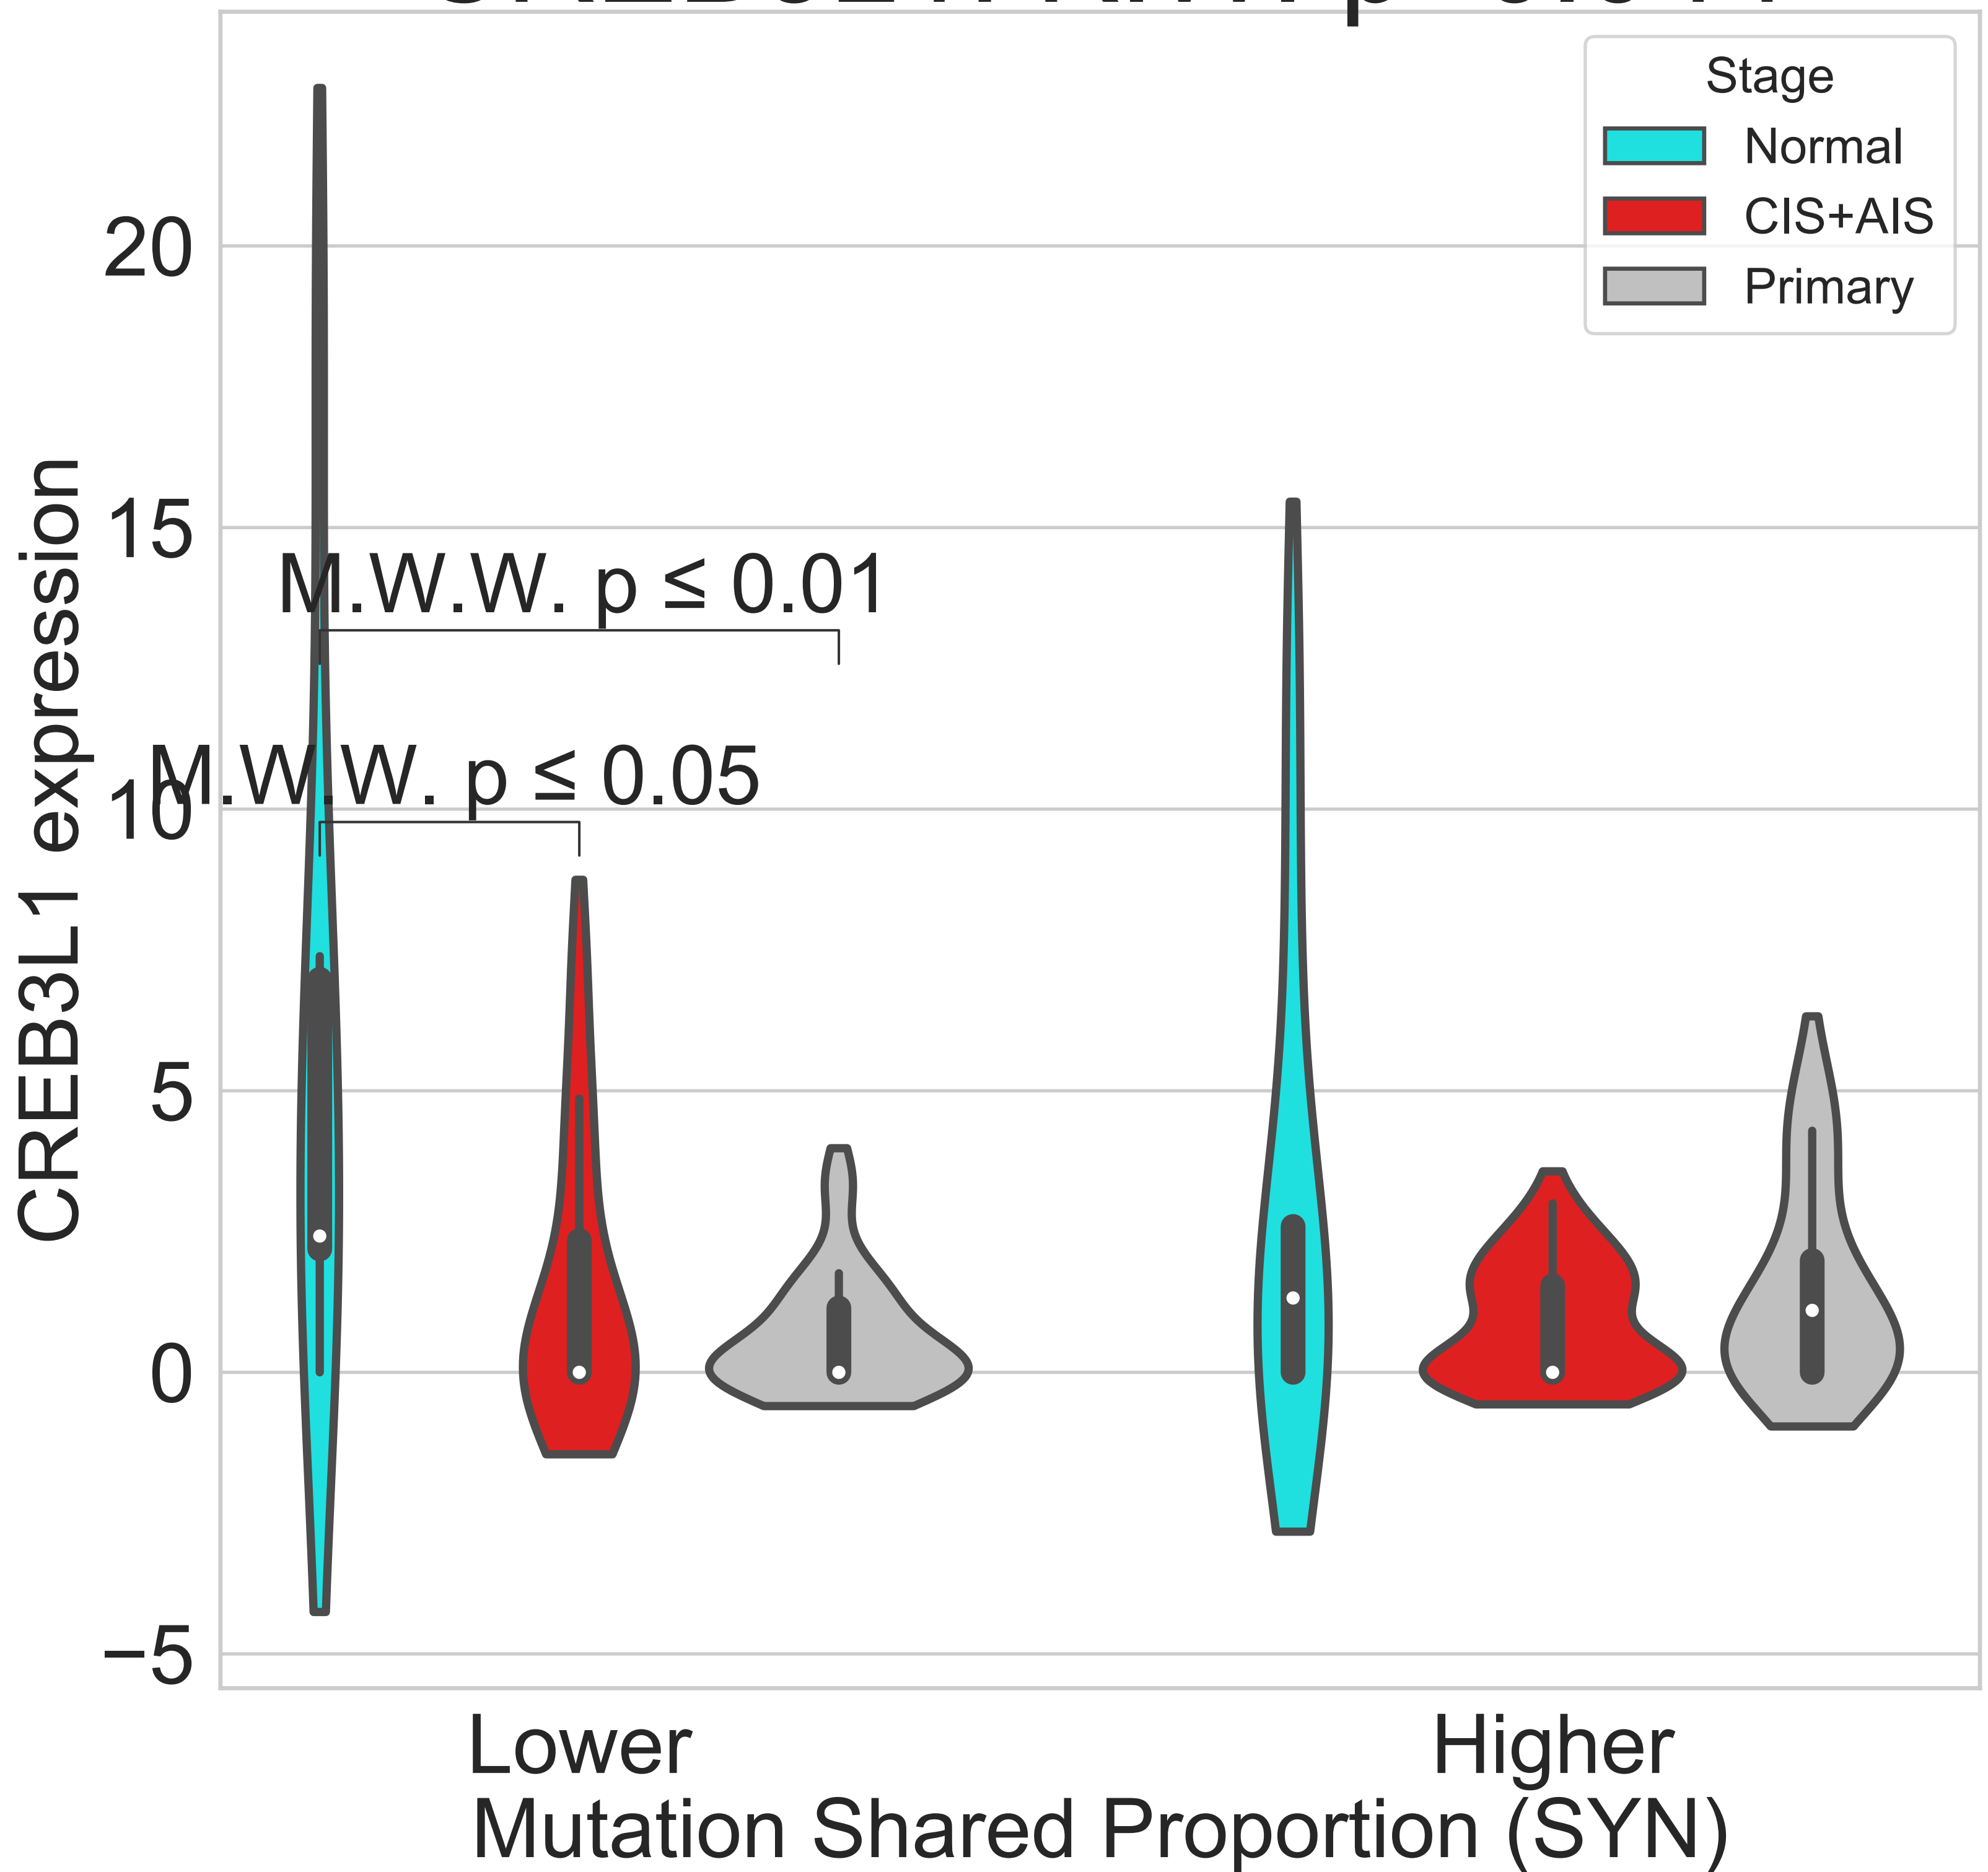 Stage
Normal
CIS+AIS
Primary
20
15
10
5
0
−5
CREB3L1 expression
M.W.W. p ≤ 0.01
M.W.W. p ≤ 0.05
Lower
Higher
Mutation Shared Proportion (SYN)